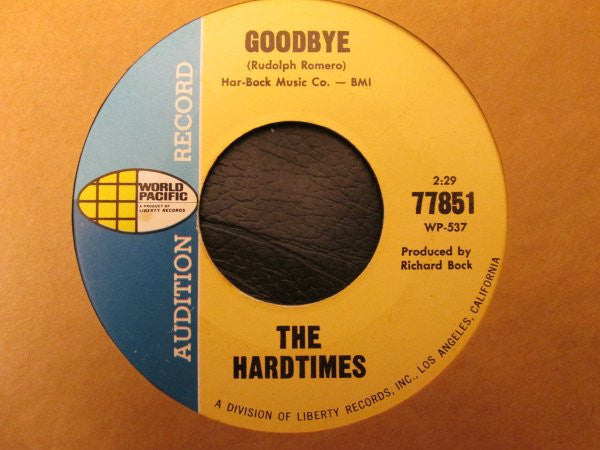 GOODBYE
(Rudolph Romero)
Har-Bock Music Co. — BMI
AUDITION RECORD
WORLD
PACIFIC
A PRODUCT OF
LIBERTY RECORDS
2:29
77851
WP-537
Produced by
Richard Bock
THE
HARDTIMES
A DIVISION OF LIBERTY RECORDS, INC., LOS ANGELES, CALIFORNIA